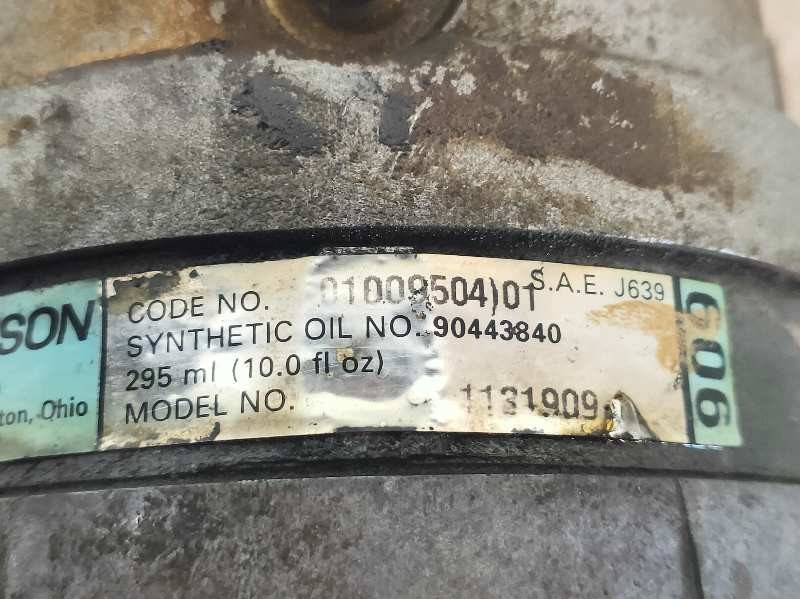 SON
ton, Ohio
CODE NO. 01009504)01
S.A.E. J639
SYNTHETIC OIL NO. 90443840
295 ml (10.0 fl oz)
MODEL NO. 1131909
606